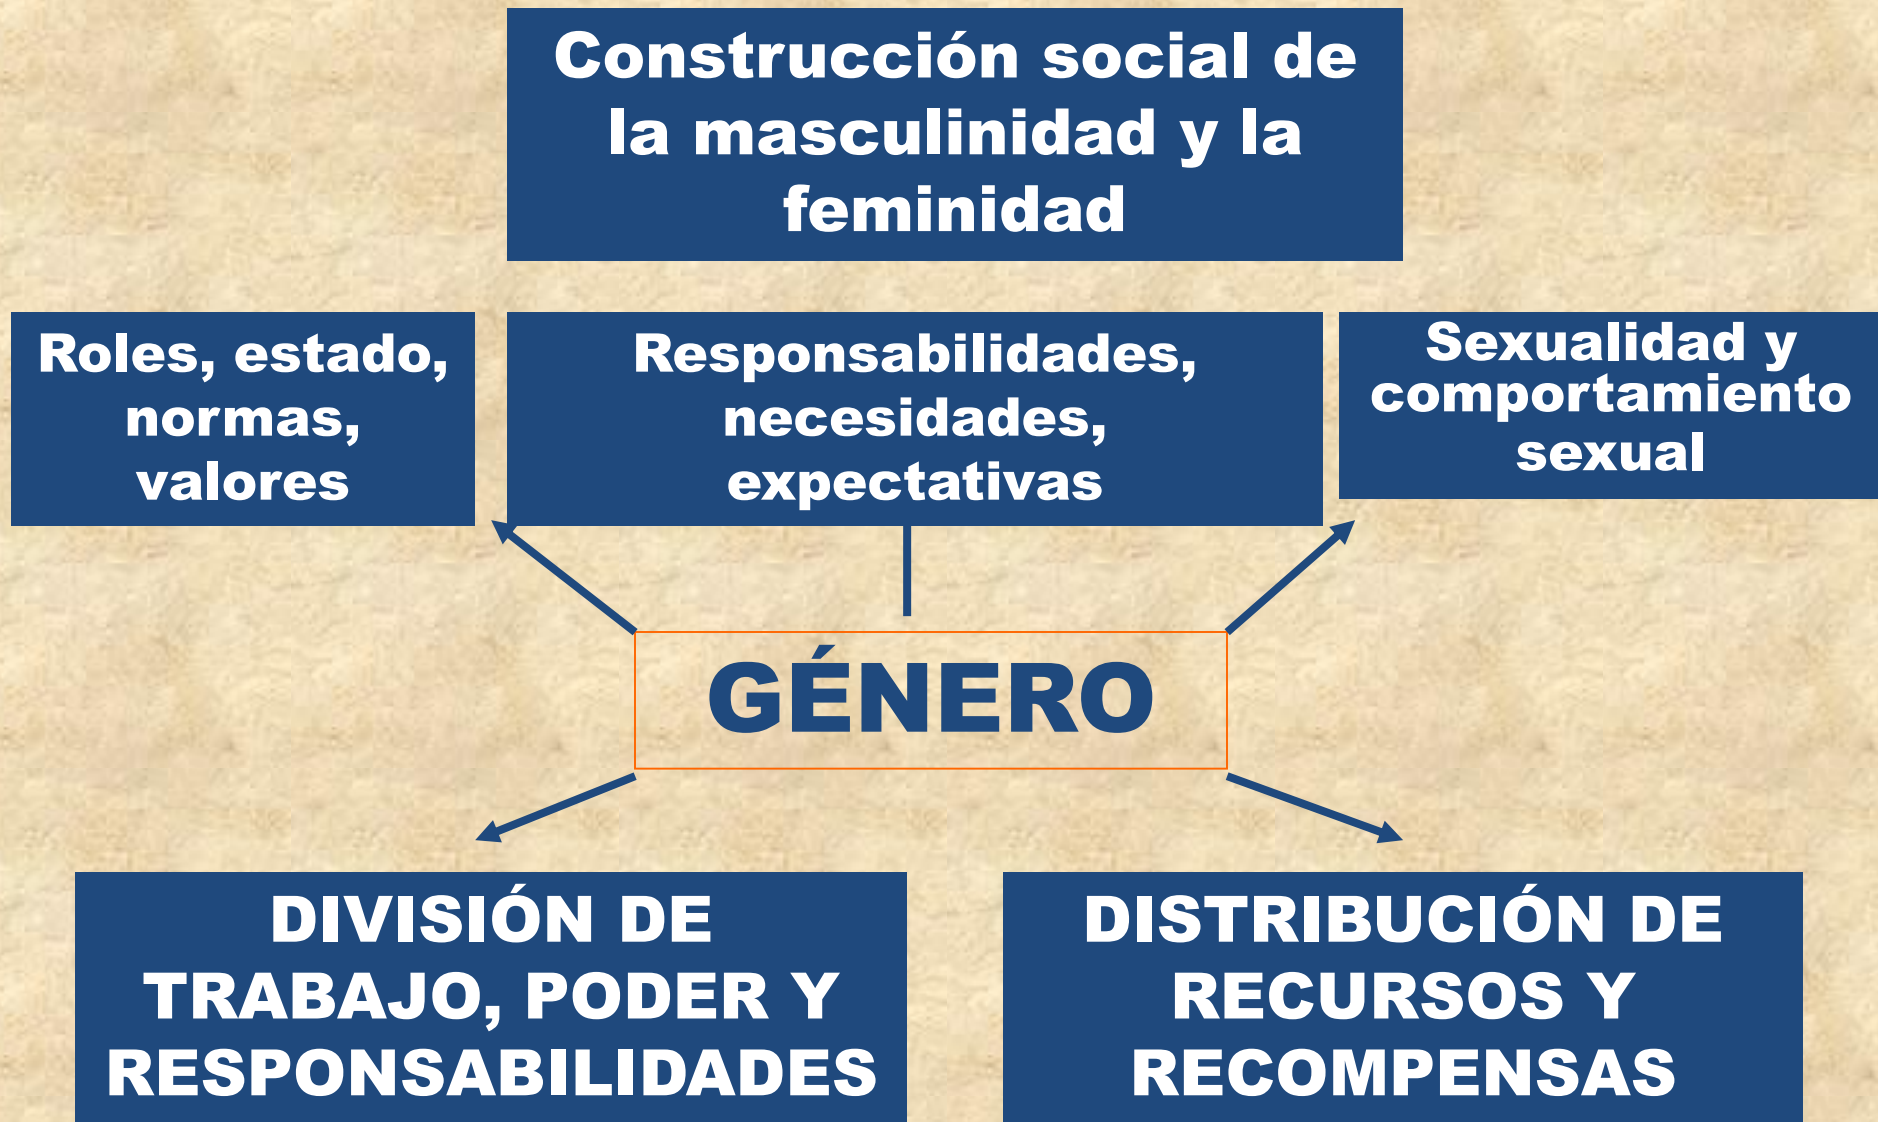 Construcción social de
la masculinidad y la
feminidad
Roles, estado,
normas,
valores
Responsabilidades,
necesidades,
expectativas
Sexualidad y
comportamiento
sexual
GÉNERO
DIVISIÓN DE
TRABAJO, PODER Y
RESPONSABILIDADES
DISTRIBUCIÓN DE
RECURSOS Y
RECOMPENSAS